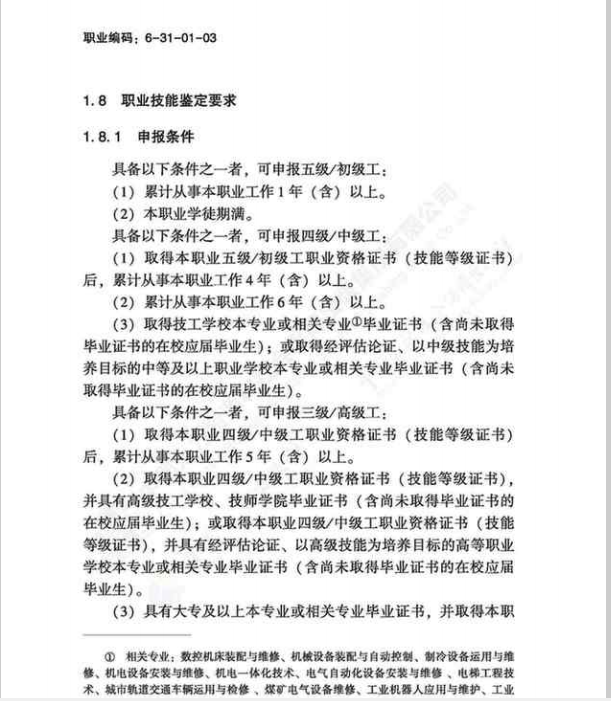 职业编码：6-31-01-03
1.8 职业技能鉴定要求
1.8.1 申报条件
具备以下条件之一者，可申报五级/初级工：
（1）累计从事本职业工作1年（含）以上。
（2）本职业学徒期满。
具备以下条件之一者，可申报四级/中级工：
（1）取得本职业五级/初级工职业资格证书（技能等级证书）
后，累计从事本职业工作4年（含）以上。
（2）累计从事本职业工作6年（含）以上。
（3）取得技工学校本专业或相关专业①毕业证书（含尚未取得
毕业证书的在校应届毕业生）；或取得经评估论证、以中级技能为培
养目标的中等及以上职业学校本专业或相关专业毕业证书（含尚未
取得毕业证书的在校应届毕业生）。
具备以下条件之一者，可申报三级/高级工：
（1）取得本职业四级/中级工职业资格证书（技能等级证书）
后，累计从事本职业工作5年（含）以上。
（2）取得本职业四级/中级工职业资格证书（技能等级证书），
并具有高级技工学校、技师学院毕业证书（含尚未取得毕业证书的
在校应届毕业生）；或取得本职业四级/中级工职业资格证书（技能
等级证书），并具有经评估论证、以高级技能为培养目标的高等职业
学校本专业或相关专业毕业证书（含尚未取得毕业证书的在校应届
毕业生）。
（3）具有大专及以上本专业或相关专业毕业证书，并取得本职
① 相关专业：数控机床装配与维修、机械设备装配与自动控制、制冷设备运用与维
修、机电设备安装与维修、机电一体化技术、电气自动化设备安装与维修、电梯工程技
术、城市轨道交通车辆运用与检修、煤矿电气设备维修、工业机器人应用与维护、工业